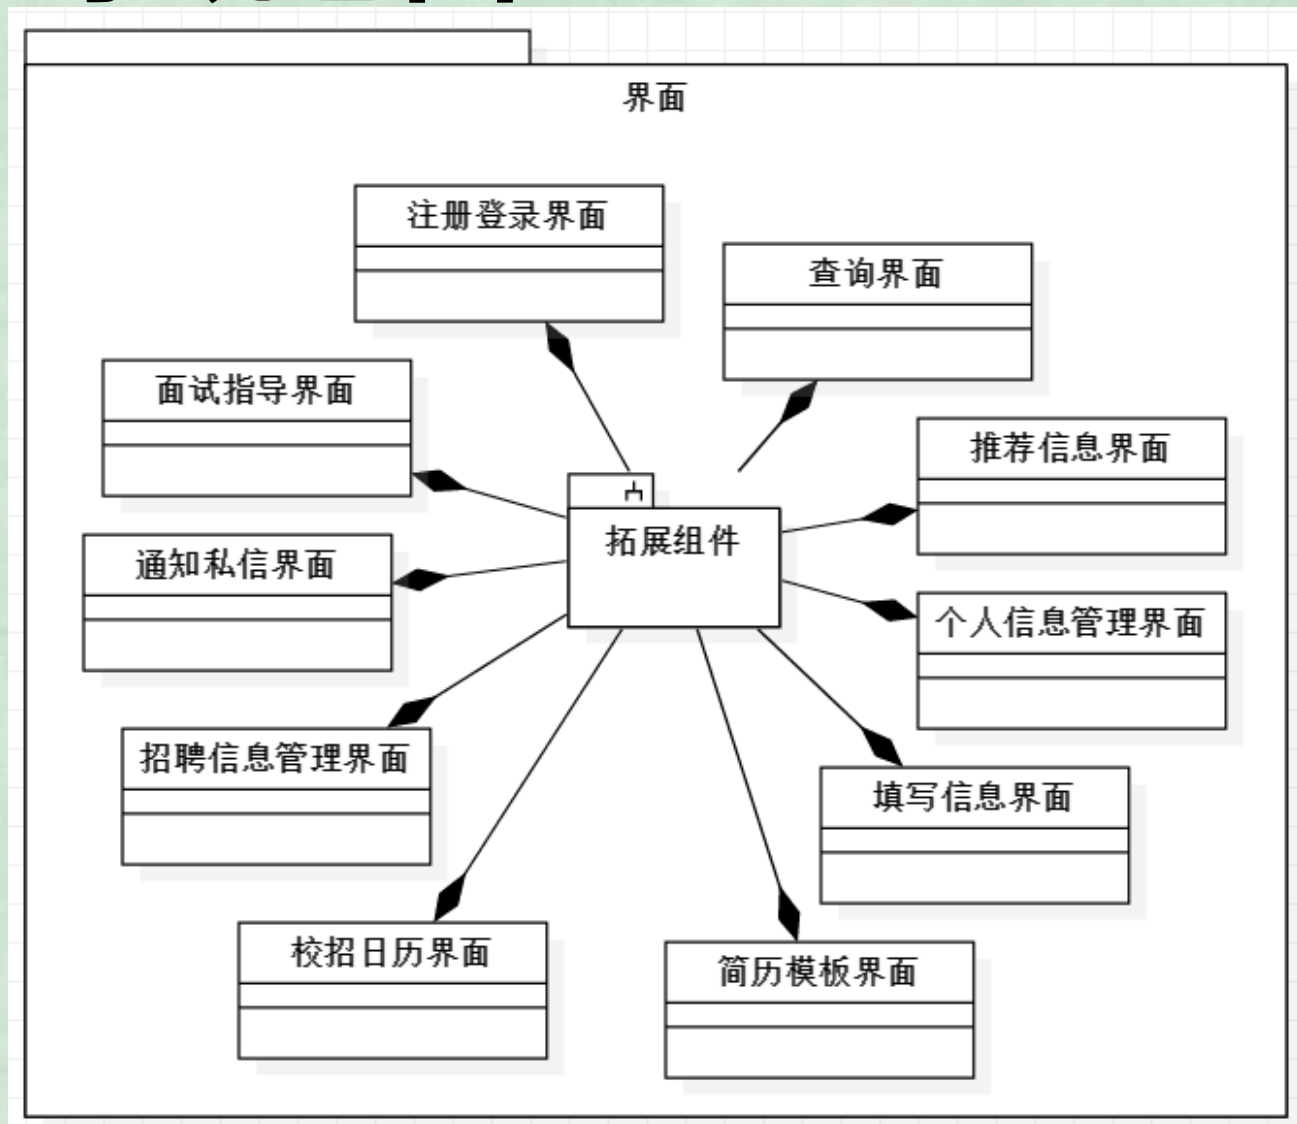 界面
注册登录界面
查询界面
面试指导界面
推荐信息界面
拓展组件
通知私信界面
个人信息管理界面
招聘信息管理界面
填写信息界面
校招日历界面
简历模板界面